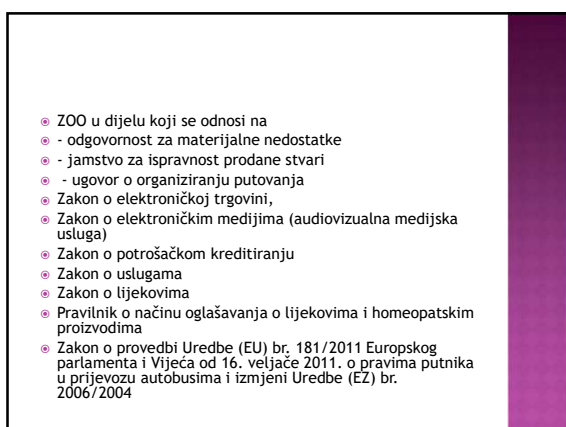 ZOO u dijelu koji se odnosi na
- odgovornost za materijalne nedostatke
- jamstvo za ispravnost prodane stvari
- ugovor o organiziranju putovanja
Zakon o elektroničkoj trgovini,
Zakon o elektroničkim medijima (audiovizualna medijska
usluga)
Zakon o potrošačkom kreditiranju
Zakon o uslugama
Zakon o lijekovima
Pravilnik o načinu oglašavanja o lijekovima i homeopatskim
proizvodima
Zakon o provedbi Uredbe (EU) br. 181/2011 Europskog
parlamenta i Vijeća od 16. veljače 2011. o pravima putnika
u prijevozu autobusima i izmjeni Uredbe (EZ) br.
2006/2004